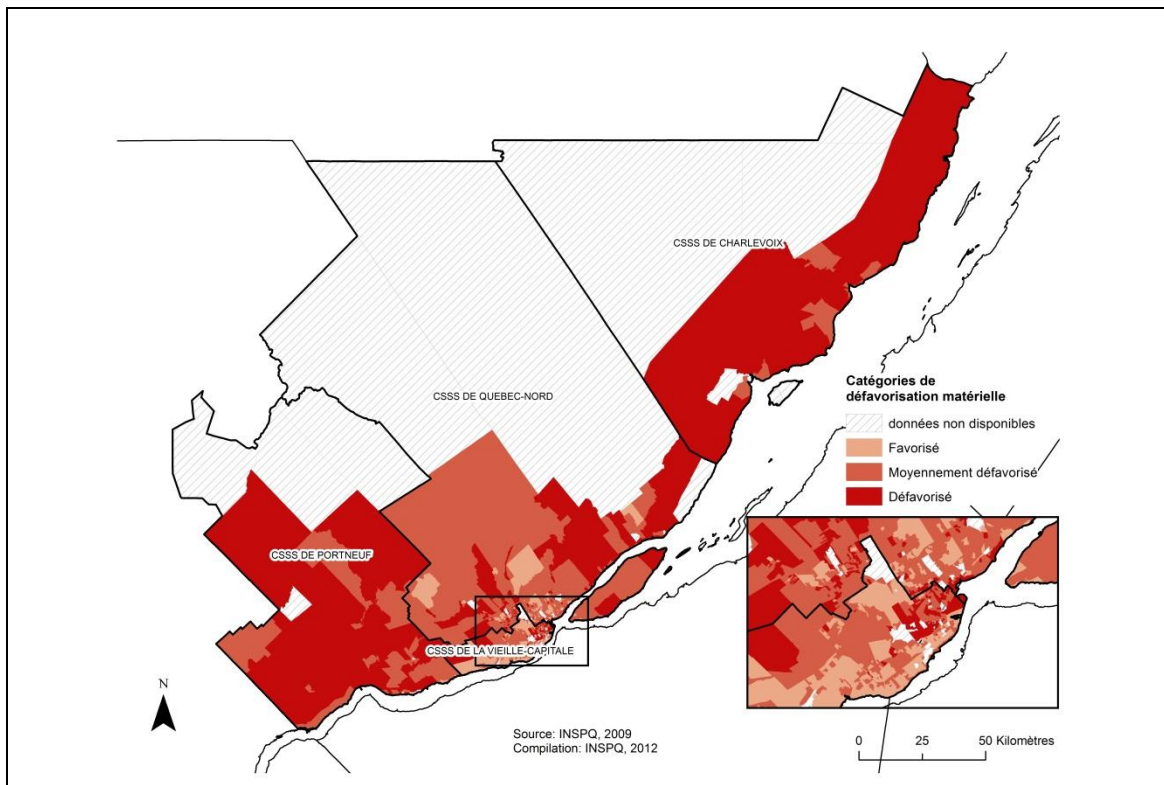 CSSS DE CHARLEVOIX
CSSS DE QUEBEC-NORD
CSSS DE PORTNEUF
CSSS DE LA VIEILLE-CAPITALE
Catégories de
défavorisation matérielle
données non disponibles
Favorisé
Moyennement défavorisé
Défavorisé
N
Source: INSPQ, 2009
Compilation: INSPQ, 2012
0 25 50 Kilomètres